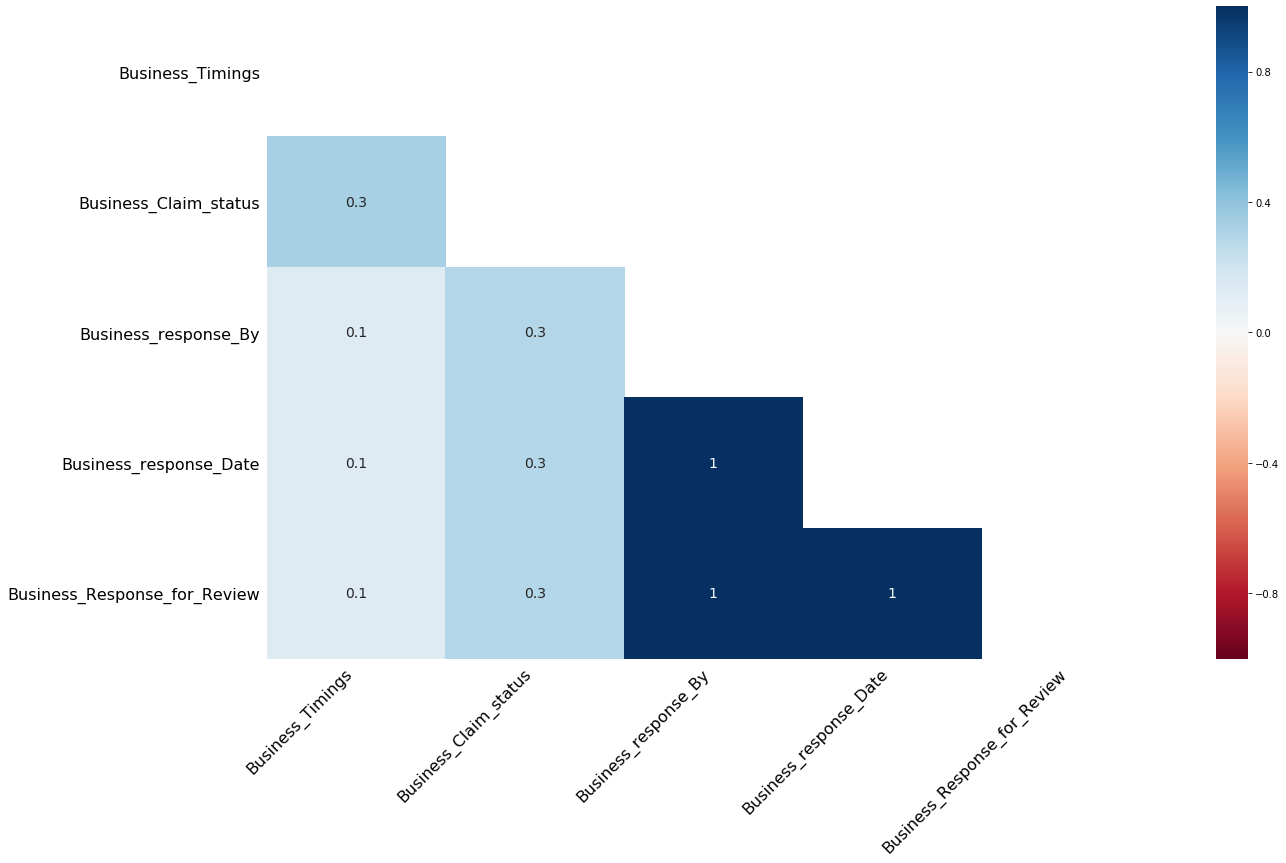 Business_Timings
Business_Claim_status 0.3
Business_response_By 0.1 0.3
Business_response_Date 0.1 0.3 1
Business_Response_for_Review 0.1 0.3 1 1
Business_Timings
Business_Claim_status
Business_response_By
Business_response_Date
Business_Response_for_Review
0.8
0.4
0.0
−0.4
−0.8